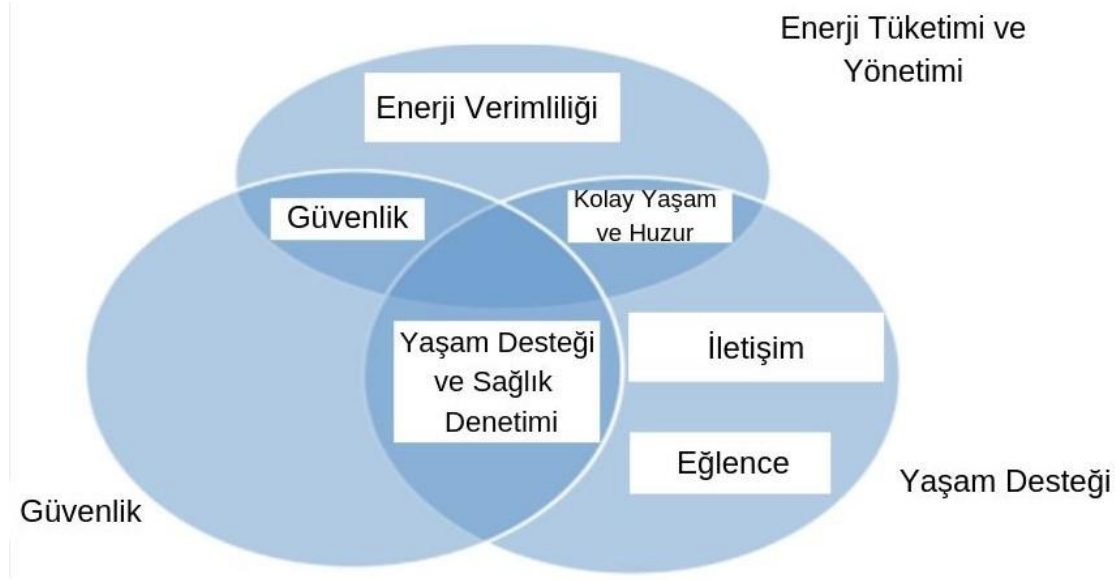 Enerji Tüketimi ve
Yönetimi
Enerji Verimliliği
Güvenlik
Kolay Yaşam
ve Huzur
Yaşam Desteği
ve Sağlık
Denetimi
İletişim
Eğlence
Yaşam Desteği
Güvenlik